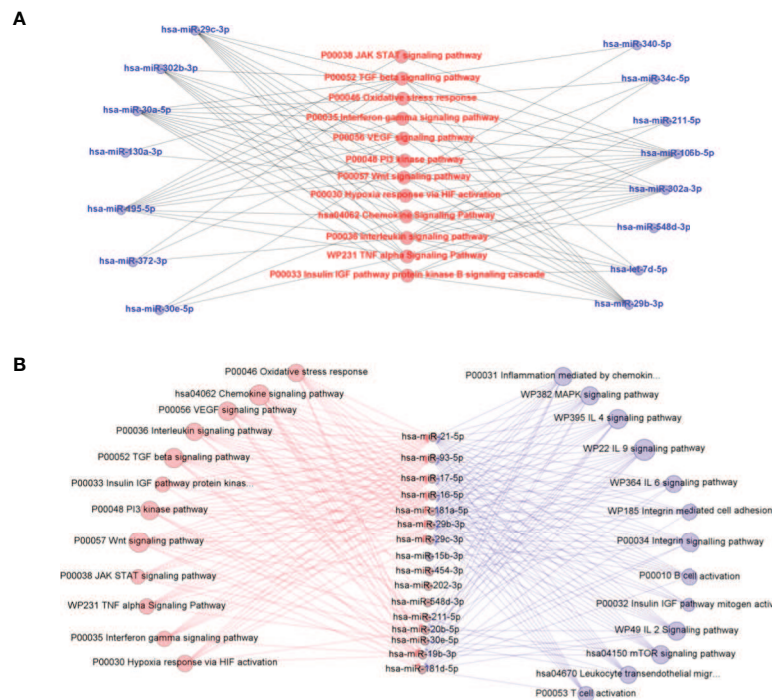 A
hsa-miR-29c-3p
hsa-miR-302b-3p
hsa-miR-30a-5p
hsa-miR-130a-3p
hsa-miR-195-5p
hsa-miR-372-3p
hsa-miR-30e-5p
P00038 JAK STAT signaling pathway
P00052 TGF beta signaling pathway
P00046 Oxidative stress response
P00035 Interferon gamma signaling pathway
P00056 VEGF signaling pathway
P00048 PI3 kinase pathway
P00057 Wnt signaling pathway
P00030 Hypoxia response via HIF activation
hsa04062 Chemokine Signaling Pathway
P00036 Interleukin signaling pathway
WP231 TNF alpha Signaling Pathway
P00033 Insulin IGF pathway protein kinase B signaling cascade
hsa-miR-340-5p
hsa-miR-34c-5p
hsa-miR-211-5p
hsa-miR-106b-5p
hsa-miR-302a-3p
hsa-miR-548d-3p
hsa-let-7d-5p
hsa-miR-29b-3p
B
P00046 Oxidative stress response
hsa04062 Chemokine signaling pathway
P00056 VEGF signaling pathway
P00036 Interleukin signaling pathway
P00052 TGF beta signaling pathway
P00033 Insulin IGF pathway protein kinas...
P00048 PI3 kinase pathway
P00057 Wnt signaling pathway
P00038 JAK STAT signaling pathway
WP231 TNF alpha Signaling Pathway
P00035 Interferon gamma signaling pathway
P00030 Hypoxia response via HIF activation
hsa-miR-21-5p
hsa-miR-93-5p
hsa-miR-17-5p
hsa-miR-16-5p
hsa-miR-181a-5p
hsa-miR-29b-3p
hsa-miR-29c-3p
hsa-miR-15b-3p
hsa-miR-454-3p
hsa-miR-202-3p
hsa-miR-548d-3p
hsa-miR-211-5p
hsa-miR-20b-5p
hsa-miR-30e-5p
hsa-miR-19b-3p
hsa-miR-181d-5p
P00031 Inflammation mediated by chemokin...
WP382 MAPK signaling pathway
WP395 IL 4 signaling pathway
WP22 IL 9 signaling pathway
WP364 IL 6 signaling pathway
WP185 Integrin mediated cell adhesion
P00034 Integrin signalling pathway
P00010 B cell activation
P00032 Insulin IGF pathway mitogen activ
WP49 IL 2 Signaling pathway
hsa04150 mTOR signaling pathway
hsa04670 Leukocyte transendothelial migr...
P00053 T cell activation